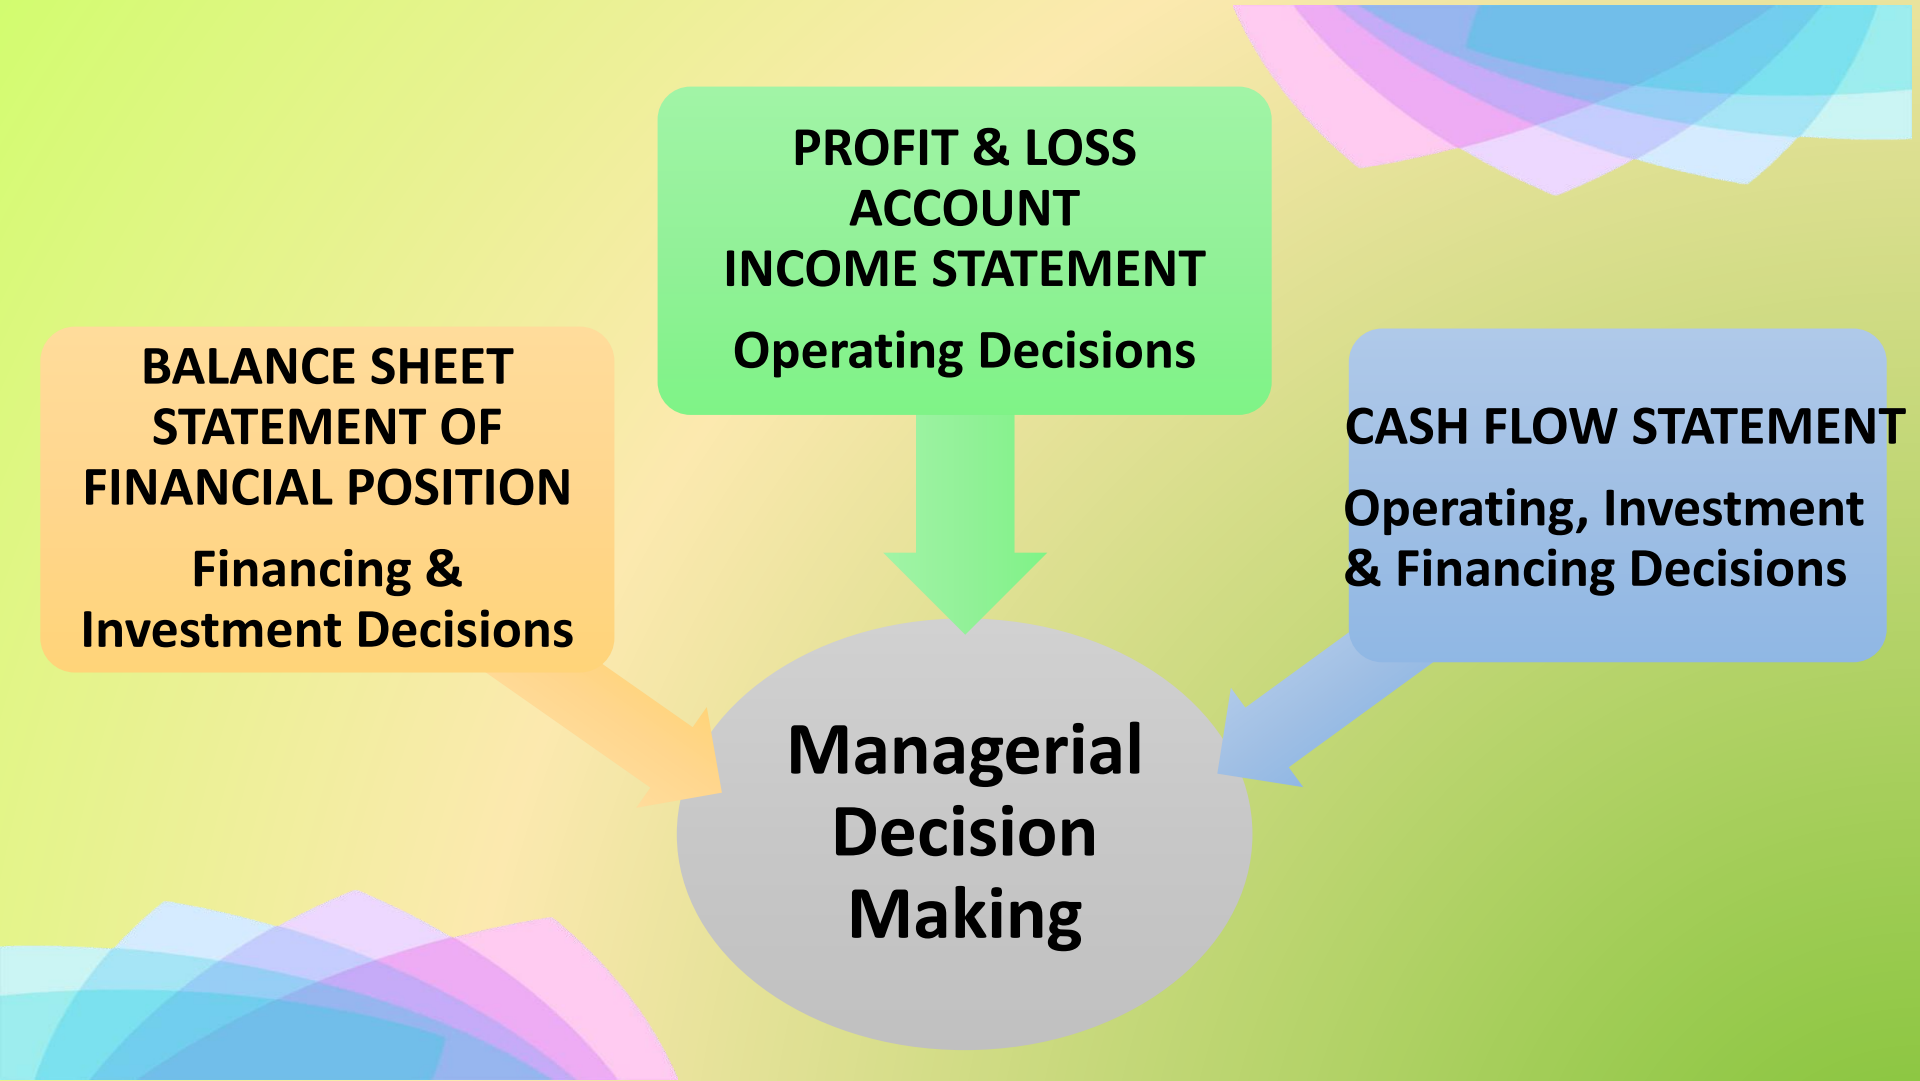 PROFIT & LOSS
ACCOUNT
INCOME STATEMENT
Operating Decisions
BALANCE SHEET
STATEMENT OF
FINANCIAL POSITION
Financing &
Investment Decisions
CASH FLOW STATEMENT
Operating, Investment
& Financing Decisions
Managerial
Decision
Making